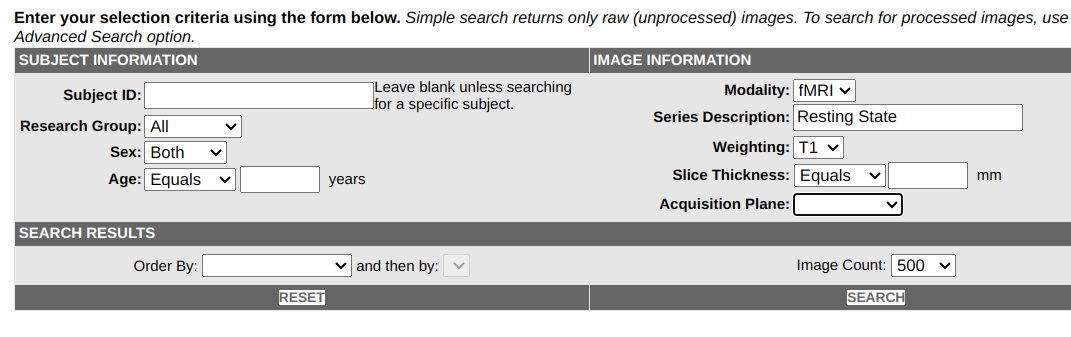 Enter your selection criteria using the form below. Simple search returns only raw (unprocessed) images. To search for processed images, use
Advanced Search option.
SUBJECT INFORMATION
Subject ID: Leave blank unless searching
for a specific subject.
Research Group: All
Sex: Both
Age: Equals years
IMAGE INFORMATION
Modality: fMRI
Series Description: Resting State
Weighting: T1
Slice Thickness: Equals mm
Acquisition Plane:
SEARCH RESULTS
Order By: and then by: Image Count: 500
RESET SEARCH